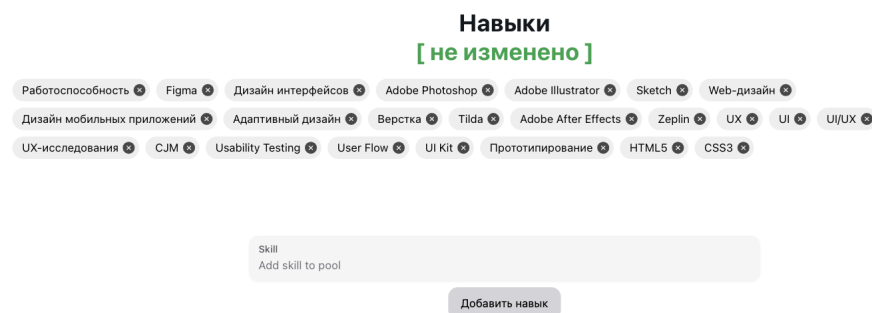 Навыки
[ не изменено ]
Работоспособность Figma Дизайн интерфейсов Adobe Photoshop Adobe Illustrator Sketch Web-дизайн
Дизайн мобильных приложений Адаптивный дизайн Верстка Tilda Adobe After Effects Zeplin UX UI UI/UX
UX-исследования CJM Usability Testing User Flow UI Kit Прототипирование HTML5 CSS3
Skill
Add skill to pool
Добавить навык